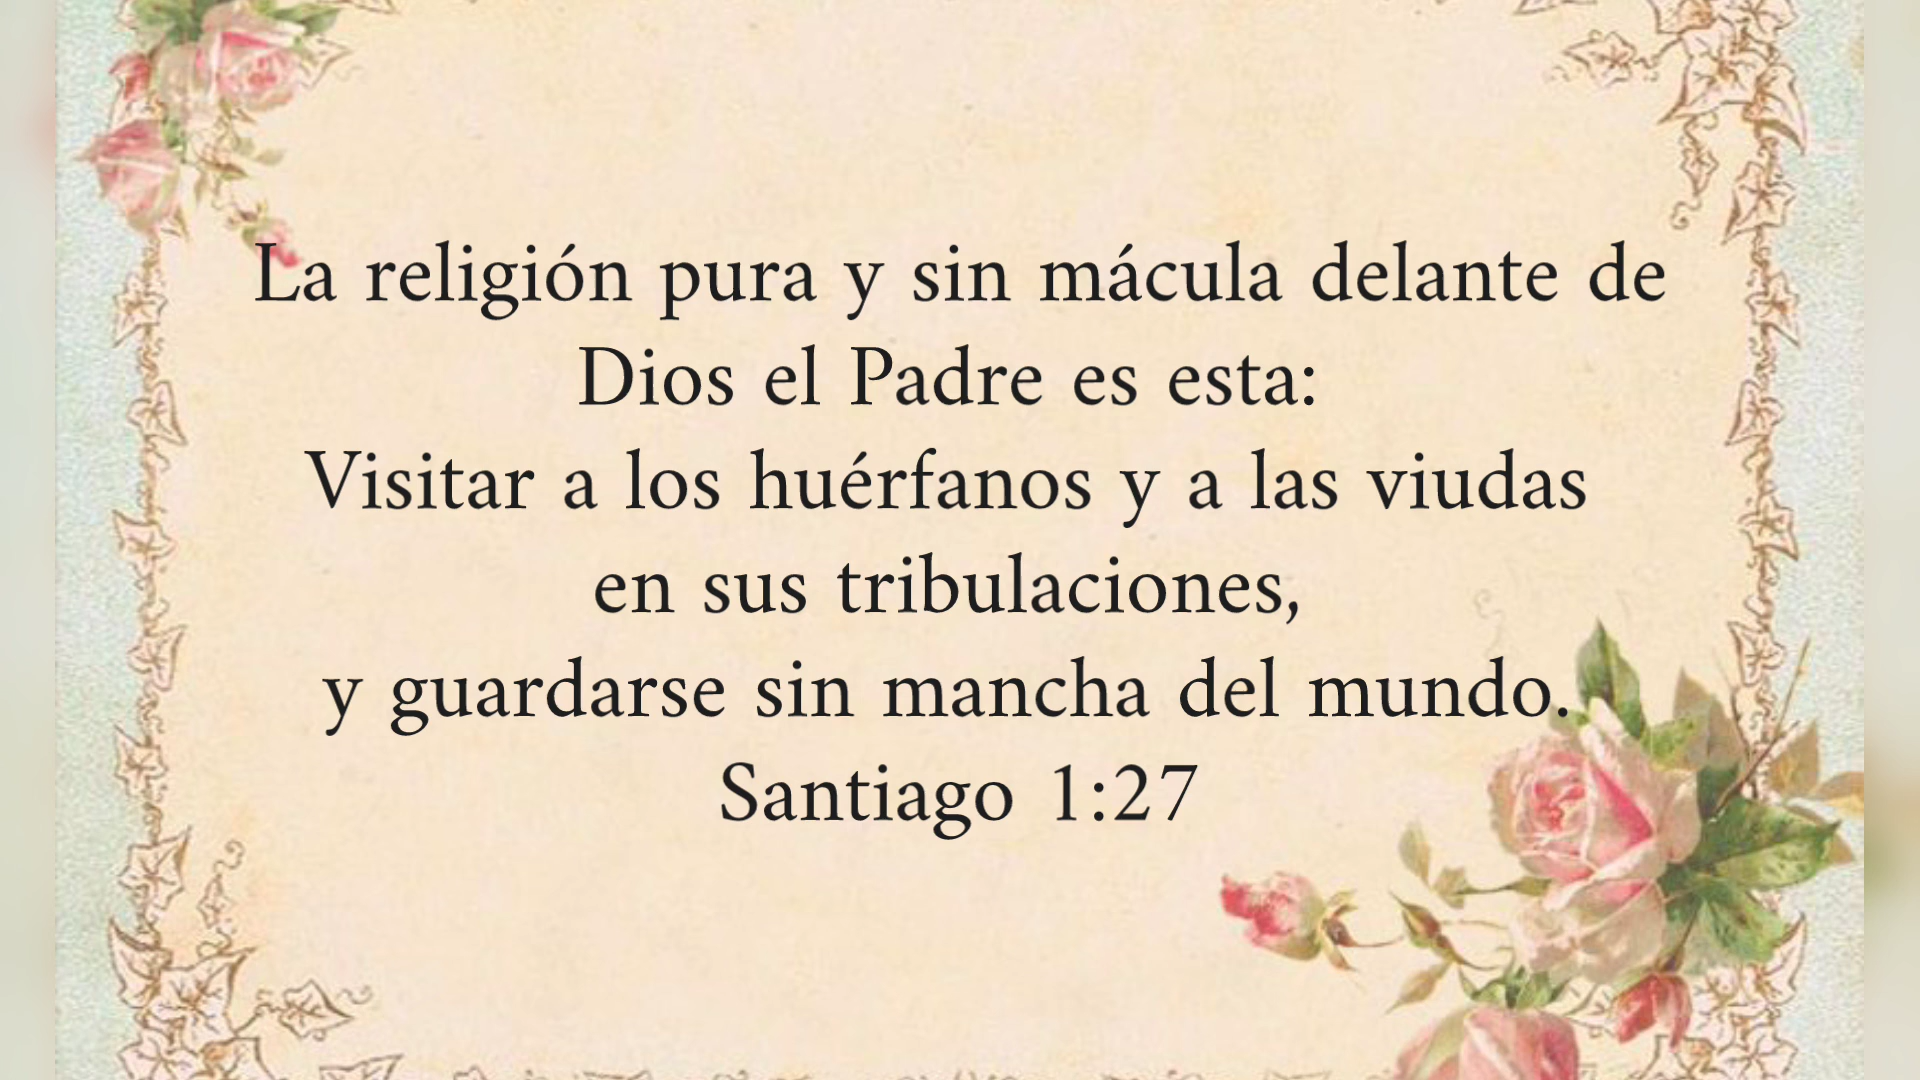 La religión pura y sin mácula delante de
Dios el Padre es esta:
Visitar a los huérfanos y a las viudas
en sus tribulaciones,
y guardarse sin mancha del mundo.
Santiago 1:27